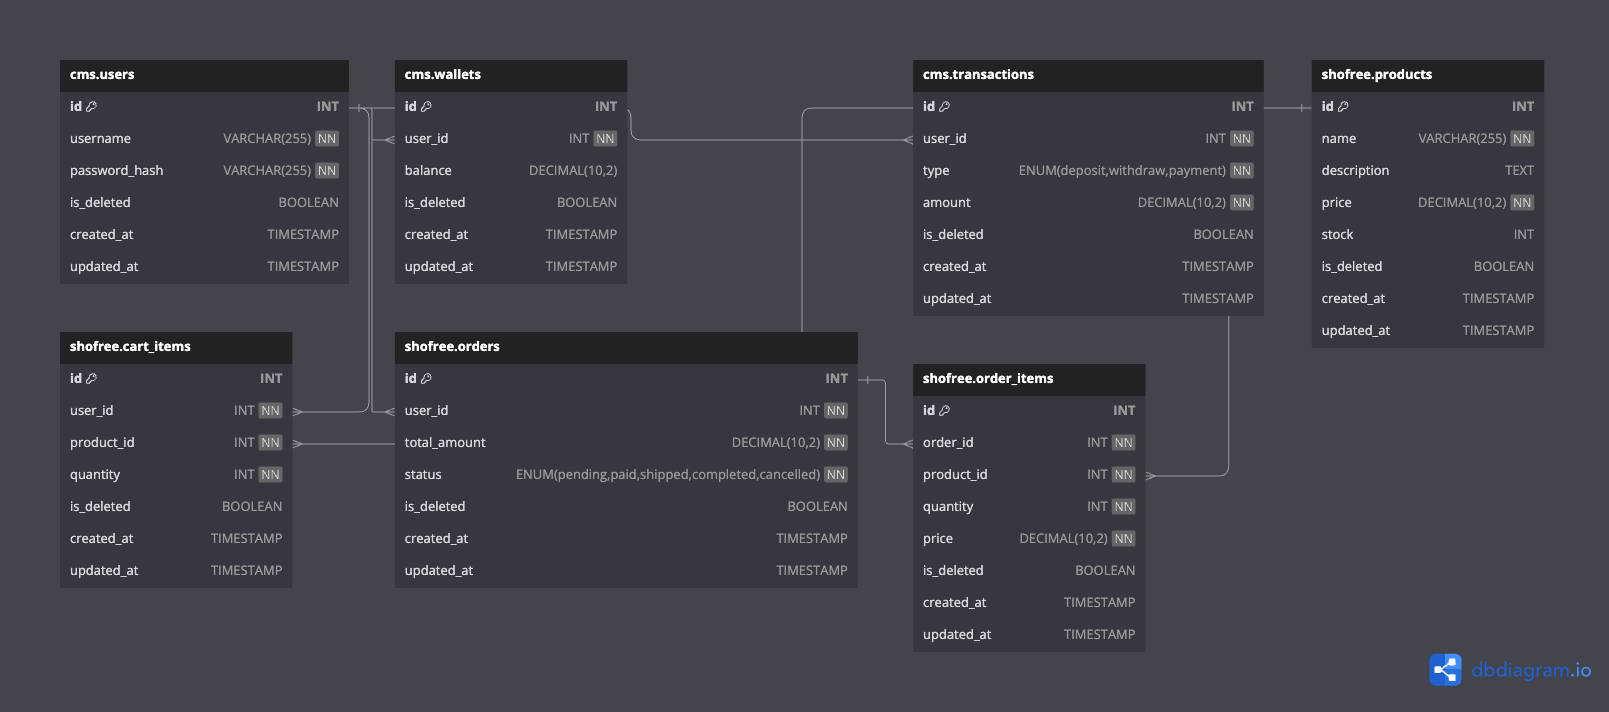 cms.users
id INT
username VARCHAR(255) NN
password_hash VARCHAR(255) NN
is_deleted BOOLEAN
created_at TIMESTAMP
updated_at TIMESTAMP
cms.wallets
id INT
user_id INT NN
balance DECIMAL(10,2)
is_deleted BOOLEAN
created_at TIMESTAMP
updated_at TIMESTAMP
cms.transactions
id INT
user_id INT NN
type ENUM(deposit,withdraw,payment) NN
amount DECIMAL(10,2) NN
is_deleted BOOLEAN
created_at TIMESTAMP
updated_at TIMESTAMP
shofree.products
id INT
name VARCHAR(255) NN
description TEXT
price DECIMAL(10,2) NN
stock INT
is_deleted BOOLEAN
created_at TIMESTAMP
updated_at TIMESTAMP
shofree.cart_items
id INT
user_id INT NN
product_id INT NN
quantity INT NN
is_deleted BOOLEAN
created_at TIMESTAMP
updated_at TIMESTAMP
shofree.orders
id INT
user_id INT NN
total_amount DECIMAL(10,2) NN
status ENUM(pending,paid,shipped,completed,cancelled) NN
is_deleted BOOLEAN
created_at TIMESTAMP
updated_at TIMESTAMP
shofree.order_items
id INT
order_id INT NN
product_id INT NN
quantity INT NN
price DECIMAL(10,2) NN
is_deleted BOOLEAN
created_at TIMESTAMP
updated_at TIMESTAMP
dbdiagram.io